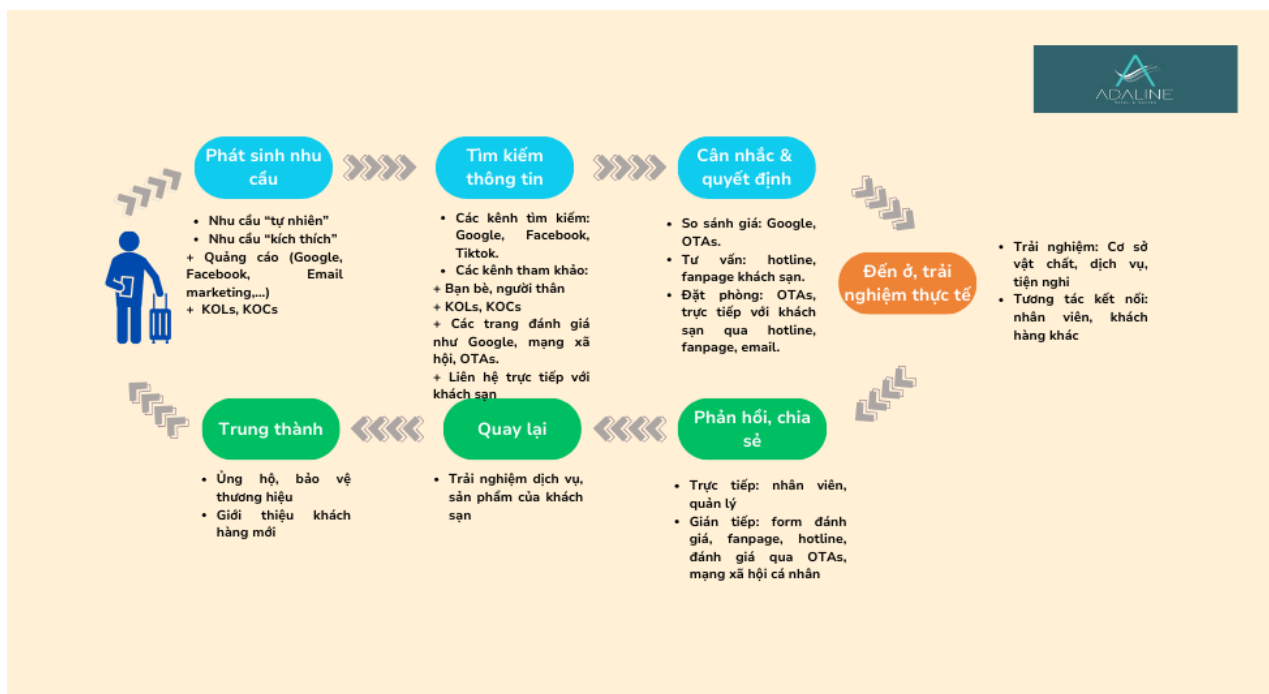 ADALINE
HOTEL & SUITES
Phát sinh nhu
cầu
Tìm kiếm
thông tin
Cân nhắc &
quyết định
• Nhu cầu “tự nhiên”
• Nhu cầu “kích thích”
+ Quảng cáo (Google,
Facebook, Email
marketing,...)
+ KOLs, KOCs
• Các kênh tìm kiếm:
Google, Facebook,
Tiktok.
• Các kênh tham khảo:
+ Bạn bè, người thân
+ KOLs, KOCs
+ Các trang đánh giá
như Google, mạng xã
hội, OTAs.
+ Liên hệ trực tiếp với
khách sạn
• So sánh giá: Google,
OTAs.
• Tư vấn: hotline,
fanpage khách sạn.
• Đặt phòng: OTAs,
trực tiếp với khách
sạn qua hotline,
fanpage, email.
Đến ở, trải
nghiệm thực tế
• Trải nghiệm: Cơ sở
vật chất, dịch vụ,
tiện nghi
• Tương tác kết nối:
nhân viên, khách
hàng khác
Trung thành
Quay lại
Phản hồi, chia
sẻ
• Ủng hộ, bảo vệ
thương hiệu
• Giới thiệu khách
hàng mới
• Trải nghiệm dịch vụ,
sản phẩm của khách
sạn
• Trực tiếp: nhân viên,
quản lý
• Gián tiếp: form đánh
giá, fanpage, hotline,
đánh giá qua OTAs,
mạng xã hội cá nhân